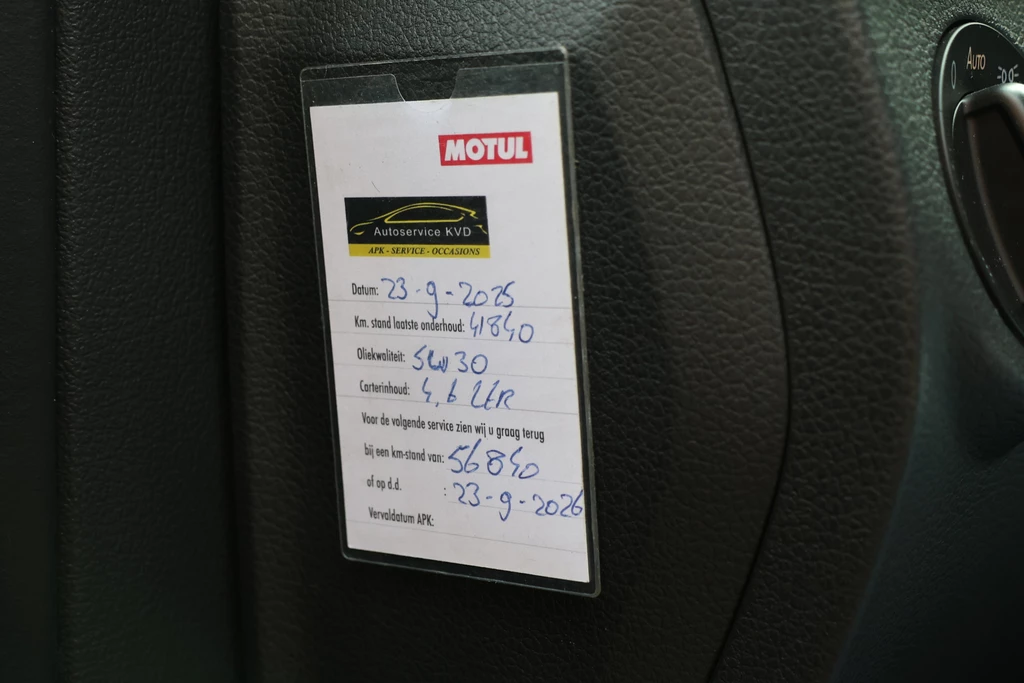 AUTO
MOTUL
Autoservice KVD
APK - SERVICE - OCCASIONS
Datum: 23-9-2025
Km. stand laatste onderhoud: 41840
Oliekwaliteit: 5W30
Carterinhoud: 4,6 LtR
Voor de volgende service zien wij u graag terug
bij een km-stand van: 56840
of op d.d. : 23-9-2026
Vervaldatum APK: